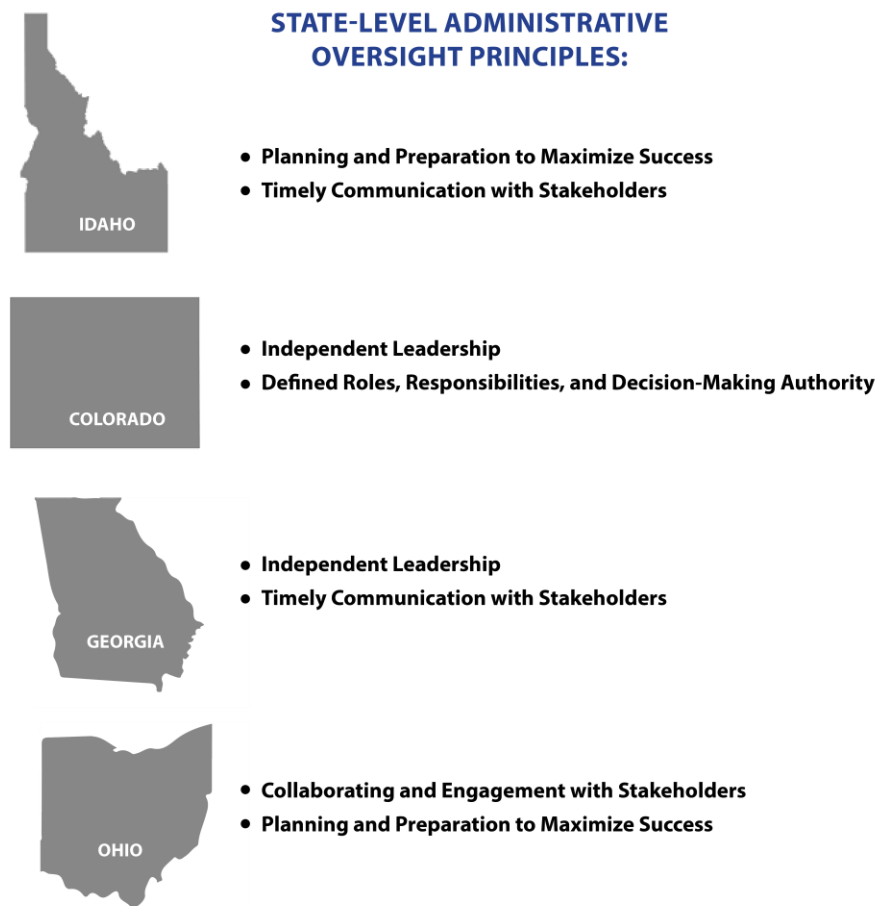 STATE-LEVEL ADMINISTRATIVE
OVERSIGHT PRINCIPLES:
• Planning and Preparation to Maximize Success
• Timely Communication with Stakeholders
IDAHO
• Independent Leadership
• Defined Roles, Responsibilities, and Decision-Making Authority
COLORADO
• Independent Leadership
• Timely Communication with Stakeholders
GEORGIA
• Collaborating and Engagement with Stakeholders
• Planning and Preparation to Maximize Success
OHIO